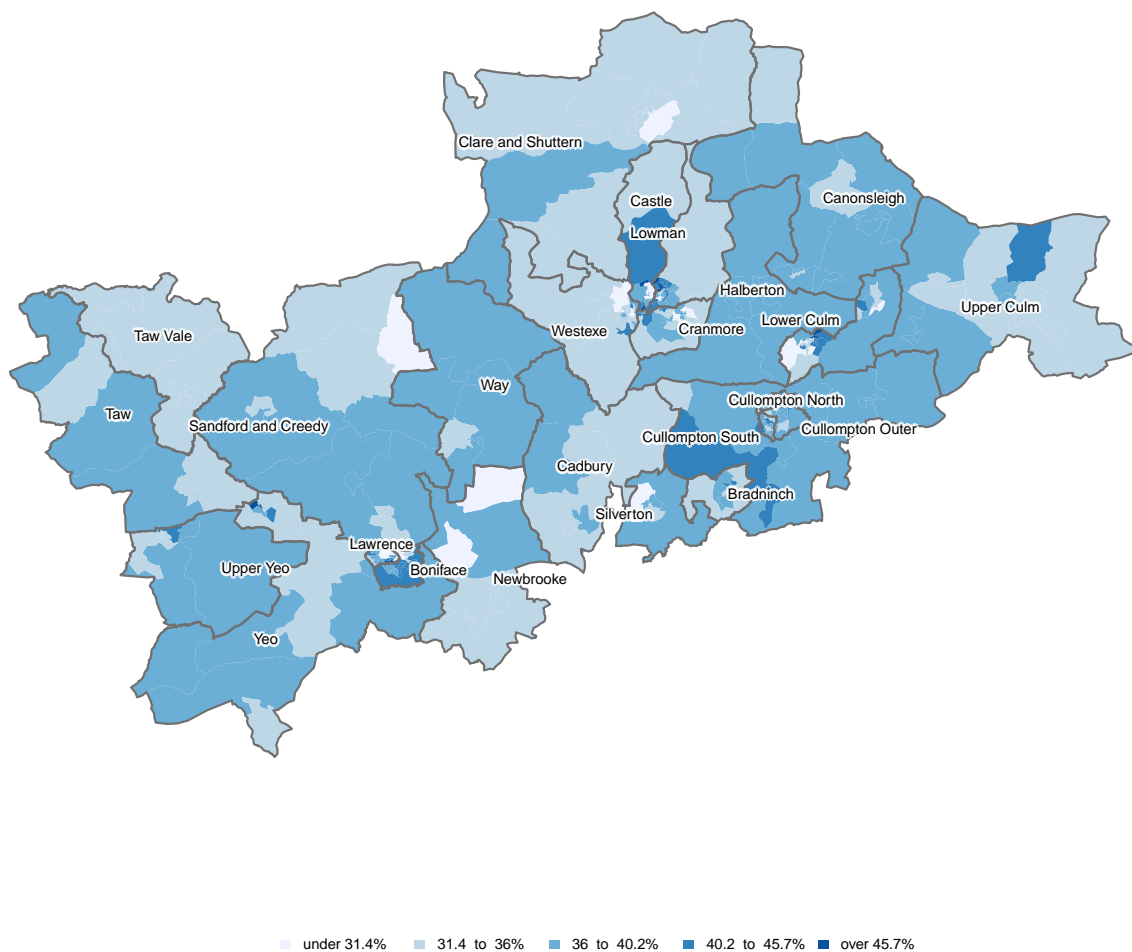 Clare and Shuttern
Canonsleigh
Castle
Lowman
Halberton
Upper Culm
Lower Culm
Westexe
Cranmore
Taw Vale
Way
Taw
Sandford and Creedy
Cullompton North
Cullompton South
Cullompton Outer
Cadbury
Bradninch
Silverton
Lawrence
Upper Yeo
Boniface
Newbrooke
Yeo
under 31.4% 31.4 to 36% 36 to 40.2% 40.2 to 45.7% over 45.7%